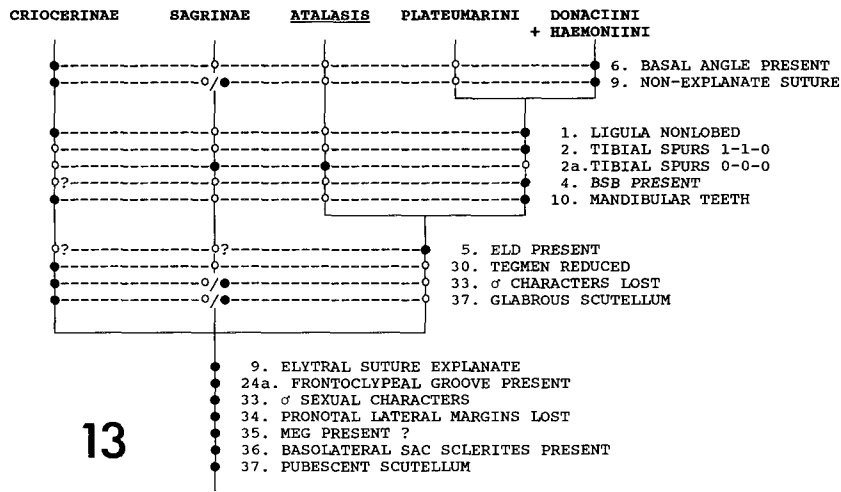 CRIOCERINAE SAGRINAE ATALASIS PLATEUMARINI DONACIINI
+ HAEMONIINI
6. BASAL ANGLE PRESENT
/ 9. NON-EXPLANATE SUTURE
1. LIGULA NONLOBED
2. TIBIAL SPURS 1-1-0
2a.TIBIAL SPURS 0-0-0
? 4. BSB PRESENT
10. MANDIBULAR TEETH
? ? 5. ELD PRESENT
30. TEGMEN REDUCED
/ 33. ♂ CHARACTERS LOST
/ 37. GLABROUS SCUTELLUM
9. ELYTRAL SUTURE EXPLANATE
24a. FRONTOCLYPEAL GROOVE PRESENT
33. ♂ SEXUAL CHARACTERS
34. PRONOTAL LATERAL MARGINS LOST
35. MEG PRESENT ?
36. BASOLATERAL SAC SCLERITES PRESENT
37. PUBESCENT SCUTELLUM
13